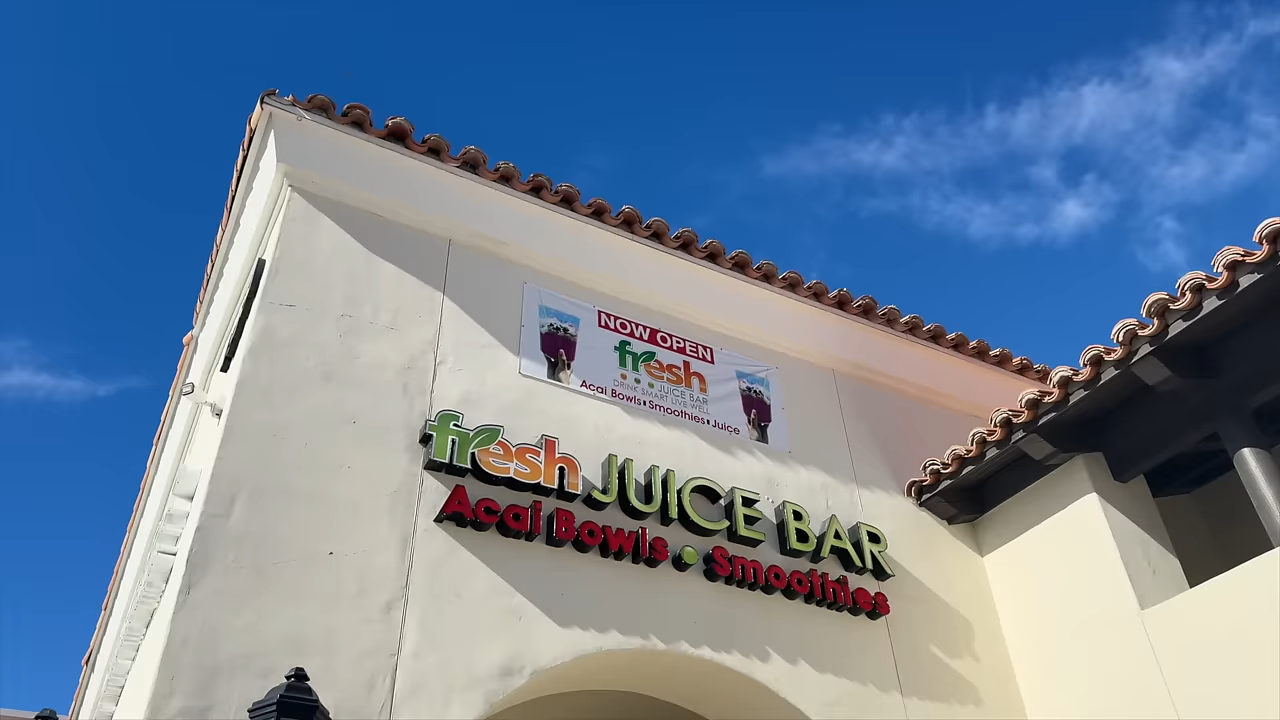 NOW OPEN
fresh
JUICE BAR
DRINK SMART LIVE WELL
Acai Bowls▪Smoothies▪Juice
fresh JUICE BAR
Acai Bowls • Smoothies